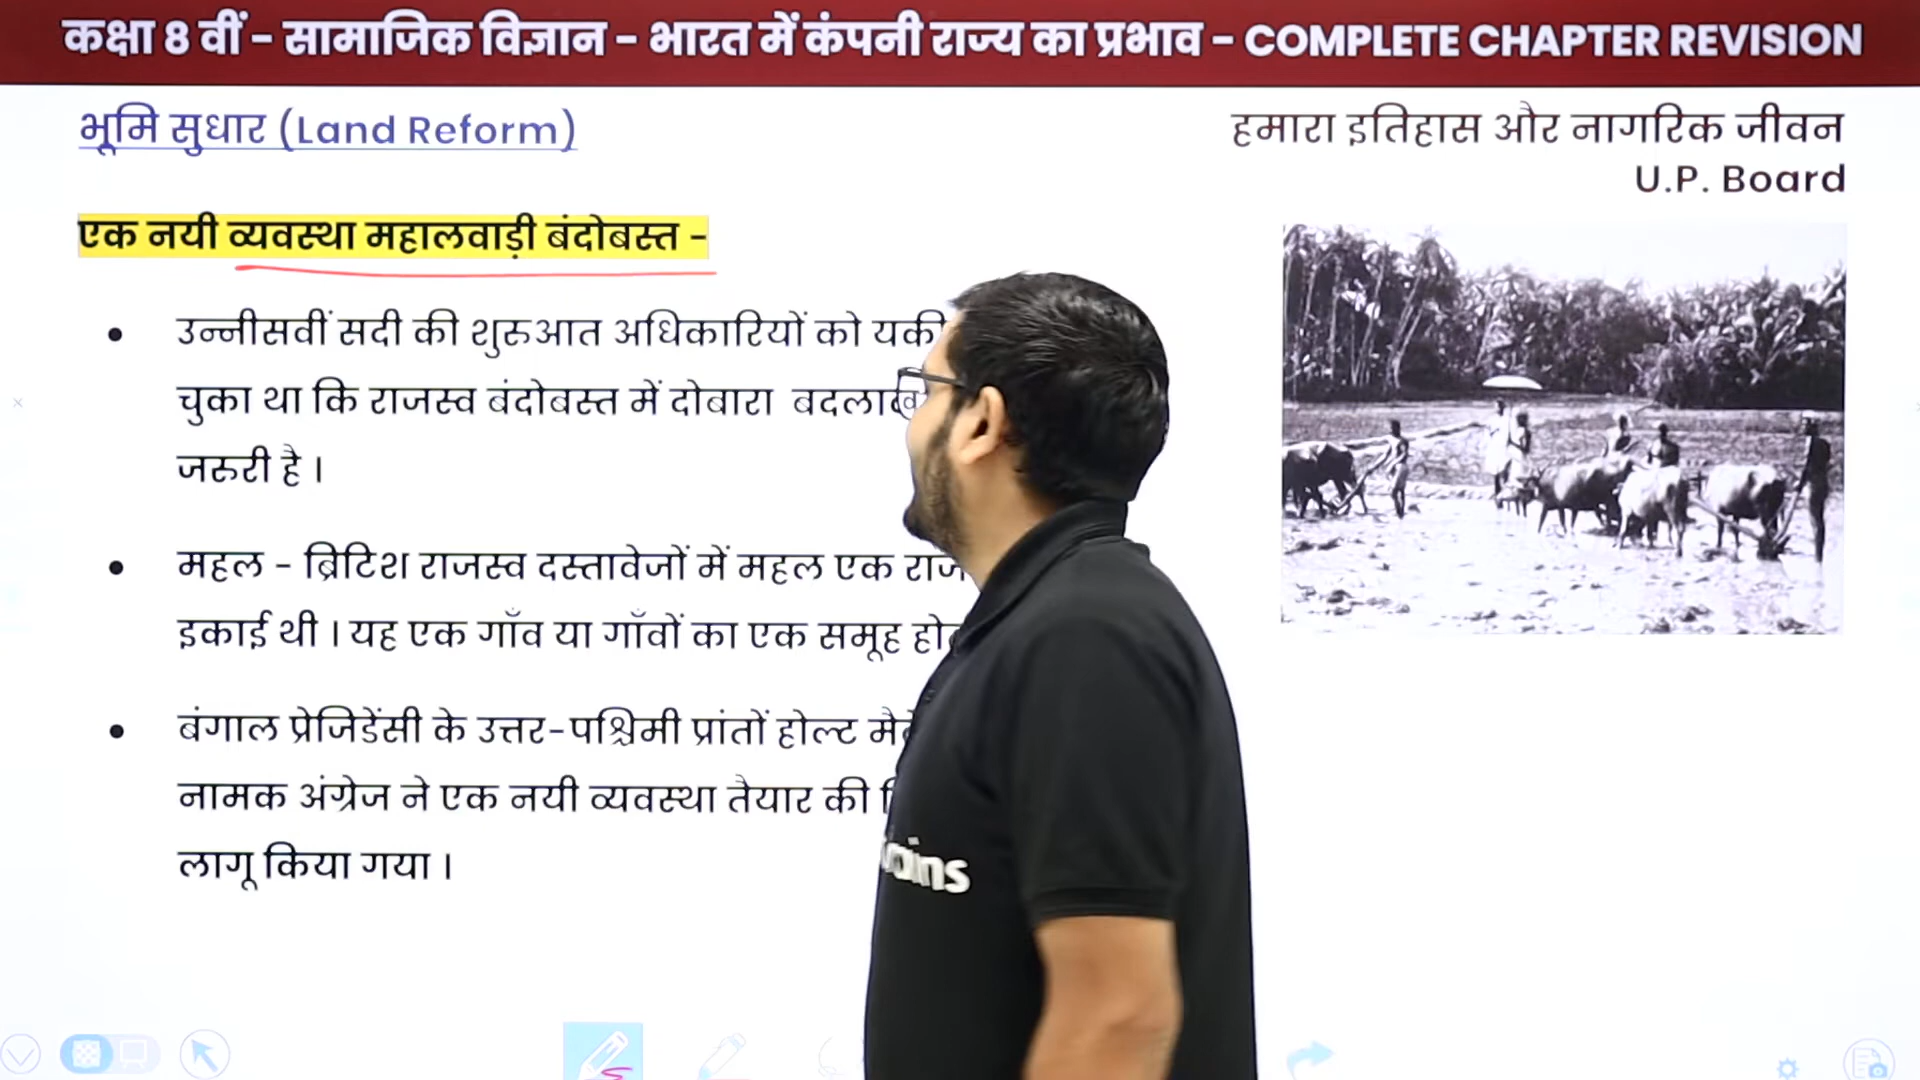 कक्षा 8 वीं - सामाजिक विज्ञान - भारत में कंपनी राज्य का प्रभाव - COMPLETE CHAPTER REVISION
भूमि सुधार (Land Reform)
हमारा इतिहास और नागरिक जीवन
U.P. Board
एक नयी व्यवस्था महालवाड़ी बंदोबस्त -
उन्नीसवीं सदी की शुरुआत अधिकारियों को
चुका था कि राजस्व बंदोबस्त में दोबारा
जरुरी है ।
महल - ब्रिटिश राजस्व दस्तावेजों में महल एक
इकाई थी । यह एक गाँव या गाँवों का एक समूह
बंगाल प्रेजिडेंसी के उत्तर-पश्चिमी प्रांतों होल्ट
नामक अंग्रेज ने एक नयी व्यवस्था तैयार की
लागू किया गया ।